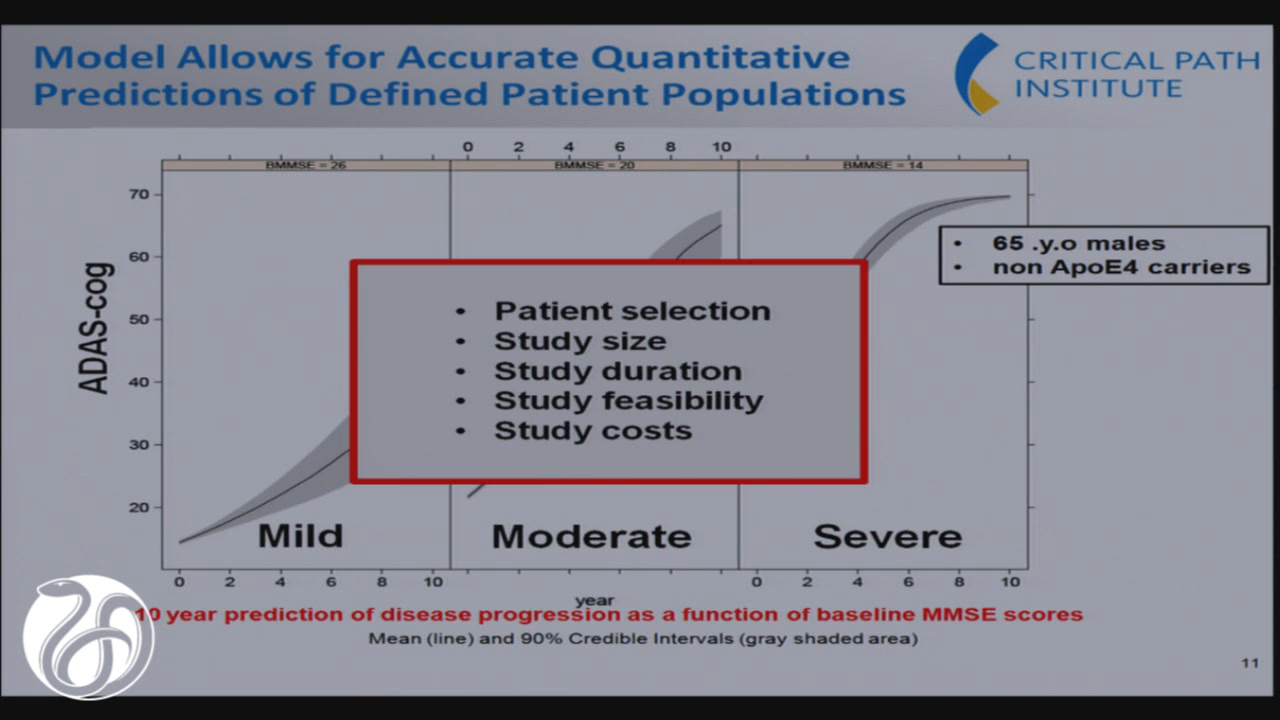 Model Allows for Accurate Quantitative
Predictions of Defined Patient Populations
CRITICAL PATH
INSTITUTE
0 2 4 6 8 10
BMMSE = 26 BMMSE = 20 BMMSE = 14
70
60
50
40
30
20
ADAS-cog
• 65 .y.o males
• non ApoE4 carriers
• Patient selection
• Study size
• Study duration
• Study feasibility
• Study costs
Mild Moderate Severe
0 2 4 6 8 10 0 2 4 6 8 10
year
10 year prediction of disease progression as a function of baseline MMSE scores
Mean (line) and 90% Credible Intervals (gray shaded area)
11